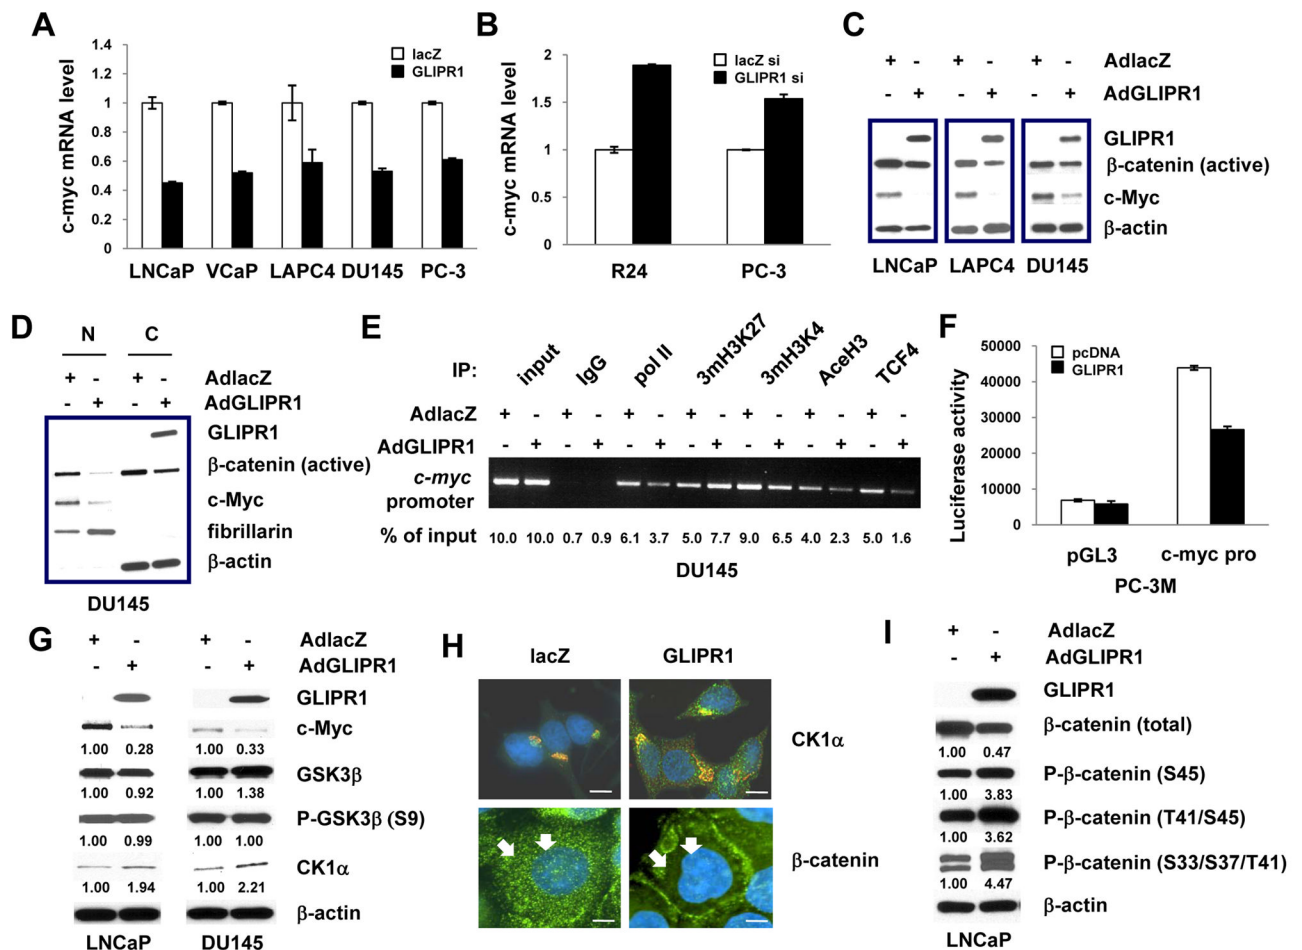 A
c-myc mRNA level
1.4
1.2
1
0.8
0.6
0.4
0.2
0
lacZ
GLIPR1
LNCaP VCaP LAPC4 DU145 PC-3
B
c-myc mRNA level
2
1.5
1
0.5
0
lacZ si
GLIPR1 si
R24 PC-3
C
+ - + - + - AdlacZ
- + - + - + AdGLIPR1
GLIPR1
β-catenin (active)
c-Myc
β-actin
LNCaP LAPC4 DU145
D
N C
+ - + - AdlacZ
- + - + AdGLIPR1
GLIPR1
β-catenin (active)
c-Myc
fibrillarin
β-actin
DU145
E
IP: input IgG pol II 3mH3K27 3mH3K4 AceH3 TCF4
AdlacZ + - + - + - + - + - + - + -
AdGLIPR1 - + - + - + - + - + - + - +
c-myc
promoter
% of input 10.0 10.0 0.7 0.9 6.1 3.7 5.0 7.7 9.0 6.5 4.0 2.3 5.0 1.6
DU145
F
Luciferase activity
50000
40000
30000
20000
10000
0
pcDNA
GLIPR1
pGL3 c-myc pro
PC-3M
G
+ - + - AdlacZ
- + - + AdGLIPR1
GLIPR1
c-Myc
1.00 0.28 1.00 0.33
GSK3β
1.00 0.92 1.00 1.38
P-GSK3β (S9)
1.00 0.99 1.00 1.00
CK1α
1.00 1.94 1.00 2.21
β-actin
LNCaP DU145
H
lacZ GLIPR1
CK1α
β-catenin
I
+ - AdlacZ
- + AdGLIPR1
GLIPR1
β-catenin (total)
1.00 0.47
P-β-catenin (S45)
1.00 3.83
P-β-catenin (T41/S45)
1.00 3.62
P-β-catenin (S33/S37/T41)
1.00 4.47
β-actin
LNCaP